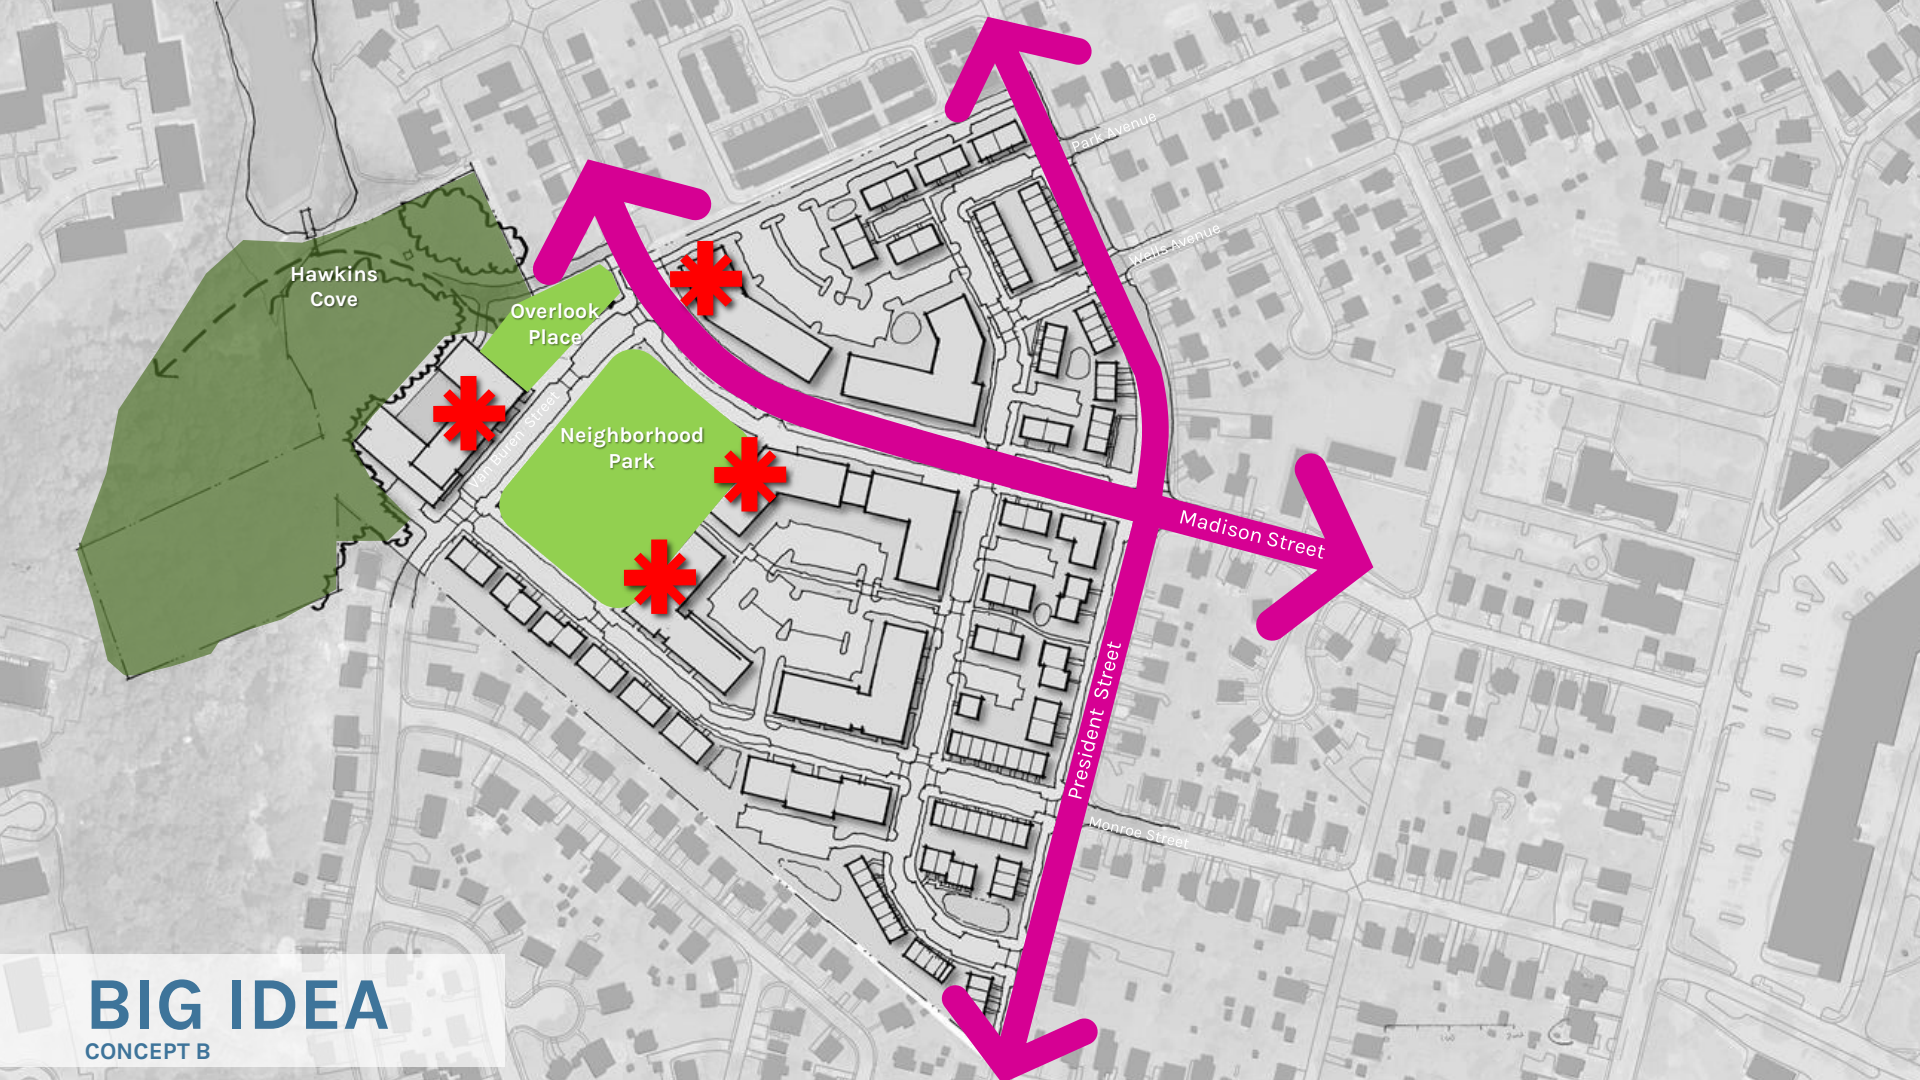 Park Avenue
Wells Avenue
Hawkins
Cove
Overlook
Place
Van Buren Street
Neighborhood
Park
Madison Street
President Street
Monroe Street
BIG IDEA
CONCEPT B